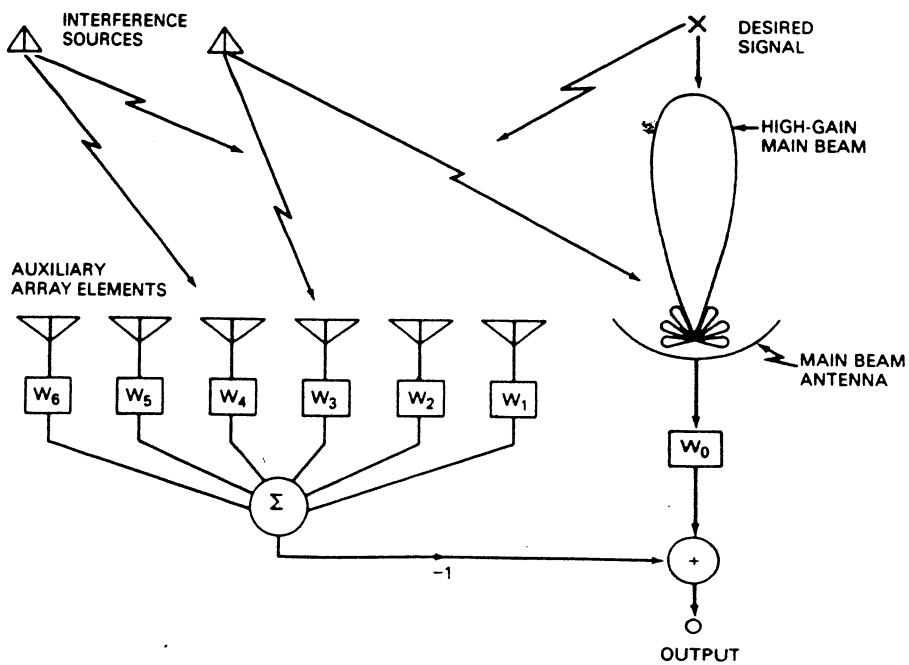 INTERFERENCE
SOURCES
DESIRED
SIGNAL
HIGH-GAIN
MAIN BEAM
AUXILIARY
ARRAY ELEMENTS
MAIN BEAM
ANTENNA
W6 W5 W4 W3 W2 W1
W0
Σ
+
-1
OUTPUT